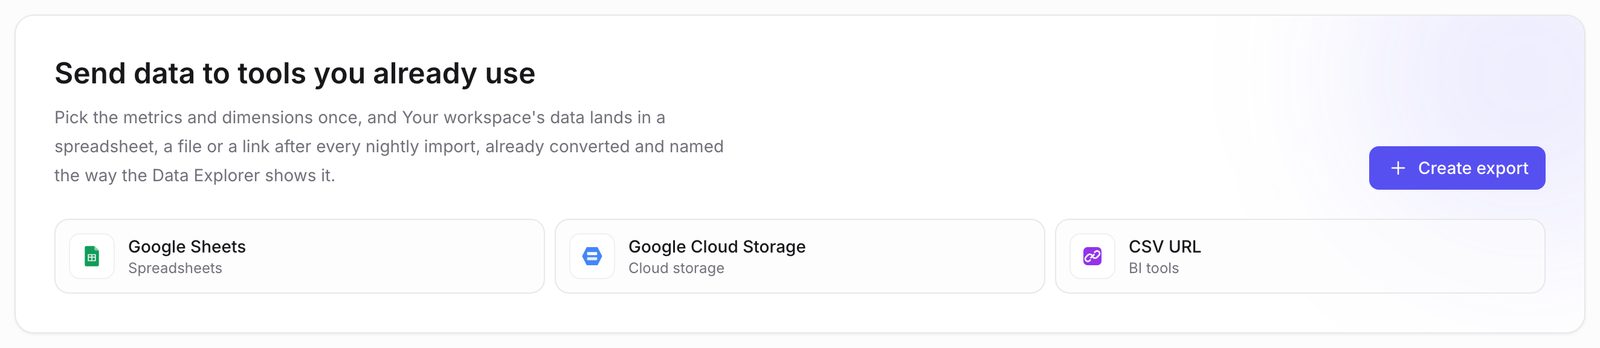 Send data to tools you already use
Pick the metrics and dimensions once, and Your workspace's data lands in a
spreadsheet, a file or a link after every nightly import, already converted and named
the way the Data Explorer shows it.
Create export
Google Sheets
Spreadsheets
Google Cloud Storage
Cloud storage
CSV URL
BI tools